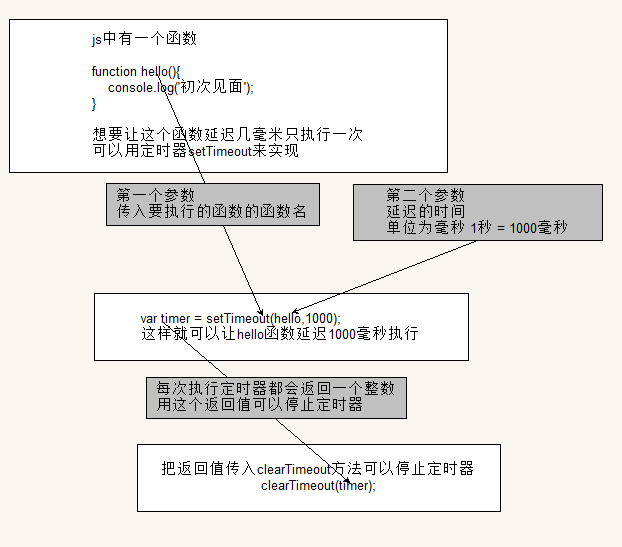 js中有一个函数
function hello(){
console.log('初次见面');
}
想要让这个函数延迟几毫米只执行一次
可以用定时器setTimeout来实现
第一个参数
传入要执行的函数的函数名
第二个参数
延迟的时间
单位为毫秒 1秒 = 1000毫秒
var timer = setTimeout(hello,1000);
这样就可以让hello函数延迟1000毫秒执行
每次执行定时器都会返回一个整数
用这个返回值可以停止定时器
把返回值传入clearTimeout方法可以停止定时器
clearTimeout(timer);